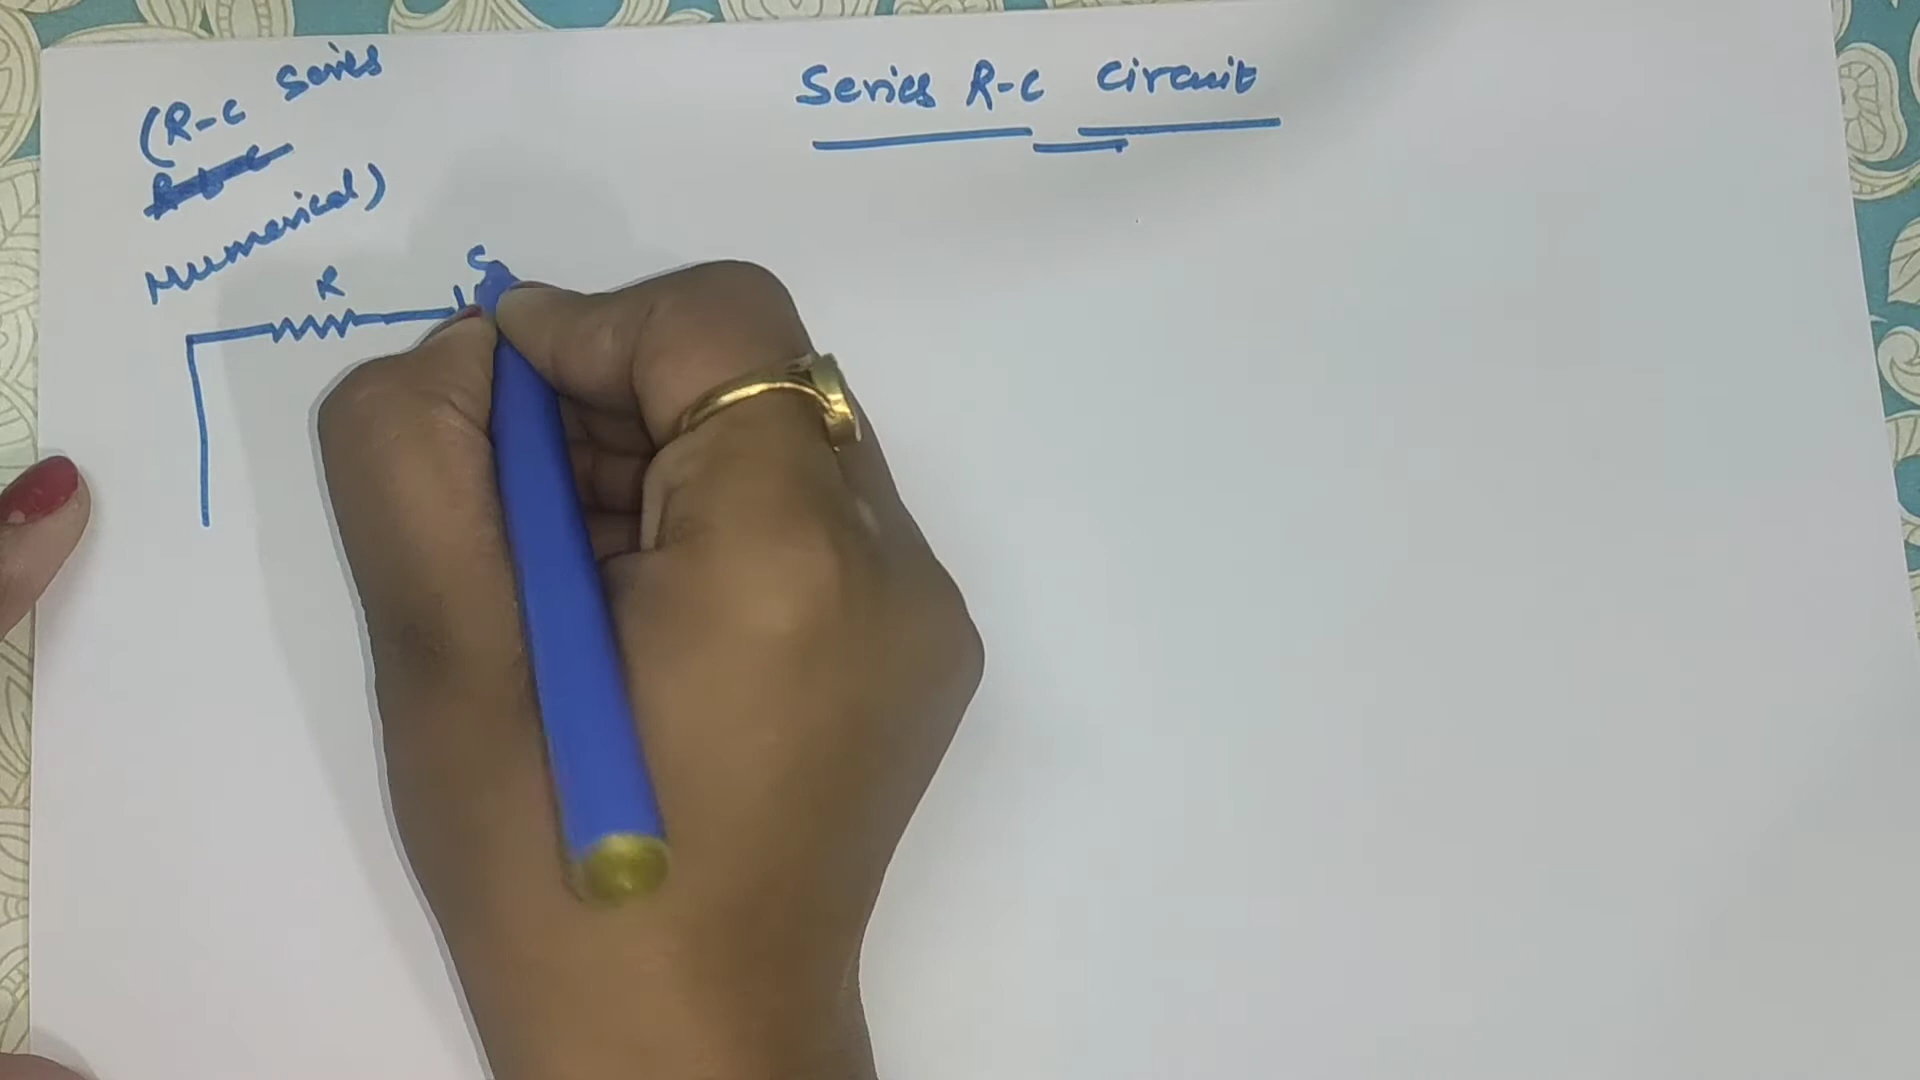 Series R-C Circuit
(R-C Series
Numerical)
R
C